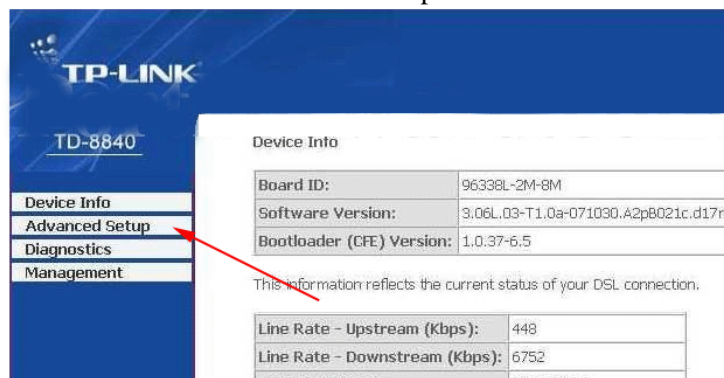 TP-LINK
TD-8840
Device Info
Advanced Setup
Diagnostics
Management
Device Info
Board ID: 96338L-2M-8M
Software Version: 3.06L.03-T1.0a-071030.A2pB021c.d17
Bootloader (CFE) Version: 1.0.37-6.5
This information reflects the current status of your DSL connection.
Line Rate - Upstream (Kbps): 448
Line Rate - Downstream (Kbps): 6752